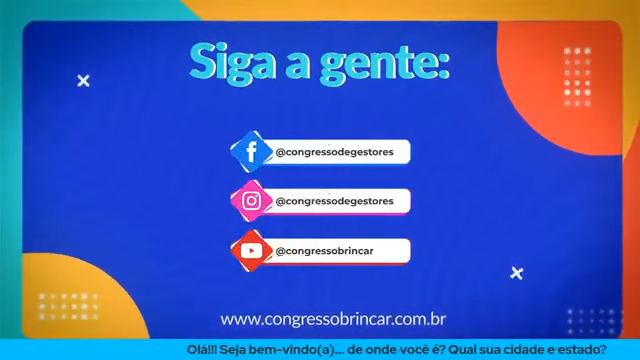 Siga a gente:
@congressodegestores
@congressodegestores
@congressobrincar
www.congressobrincar.com.br
Olá!!! Seja bem-vindo(a)... de onde você é? Qual sua cidade e estado?